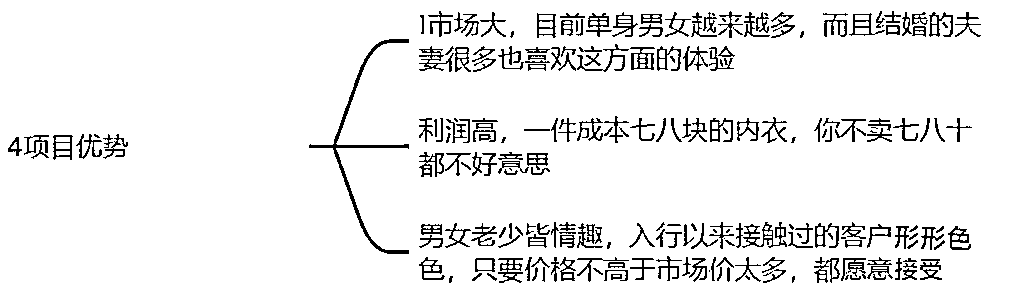 4项目优势
1市场大，目前单身男女越来越多，而且结婚的夫
妻很多也喜欢这方面的体验
利润高，一件成本七八块的内衣，你不卖七八十
都不好意思
男女老少皆情趣，入行以来接触过的客户形形色
色，只要价格不高于市场价太多，都愿意接受